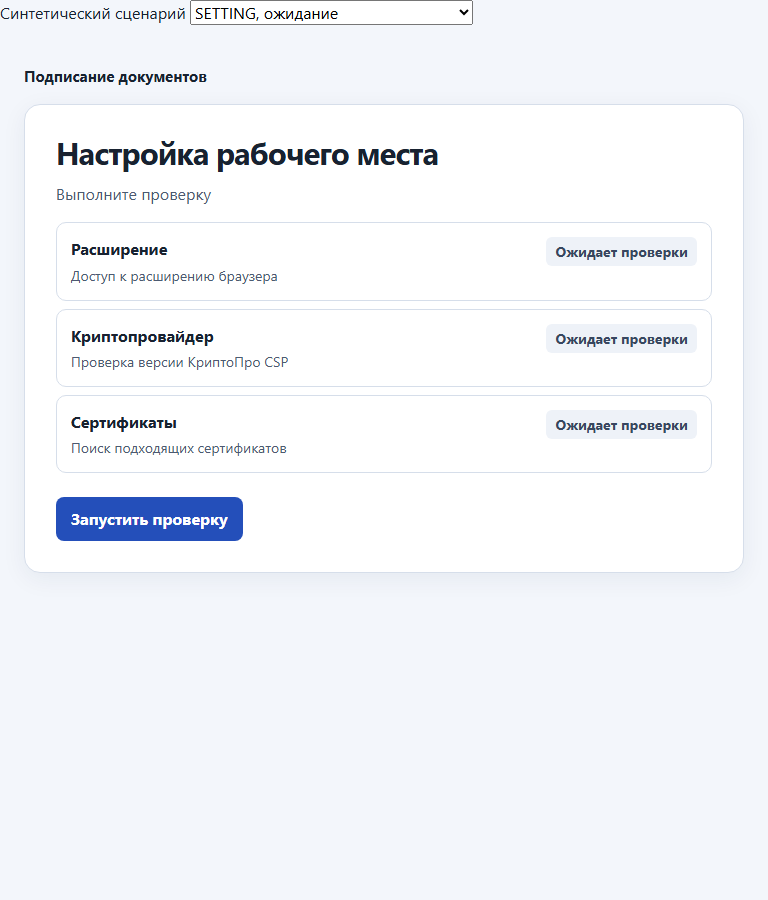 Синтетический сценарий SETTING, ожидание
Подписание документов
Настройка рабочего места
Выполните проверку
Расширение
Ожидает проверки
Доступ к расширению браузера
Криптопровайдер
Ожидает проверки
Проверка версии КриптоПро CSP
Сертификаты
Ожидает проверки
Поиск подходящих сертификатов
Запустить проверку